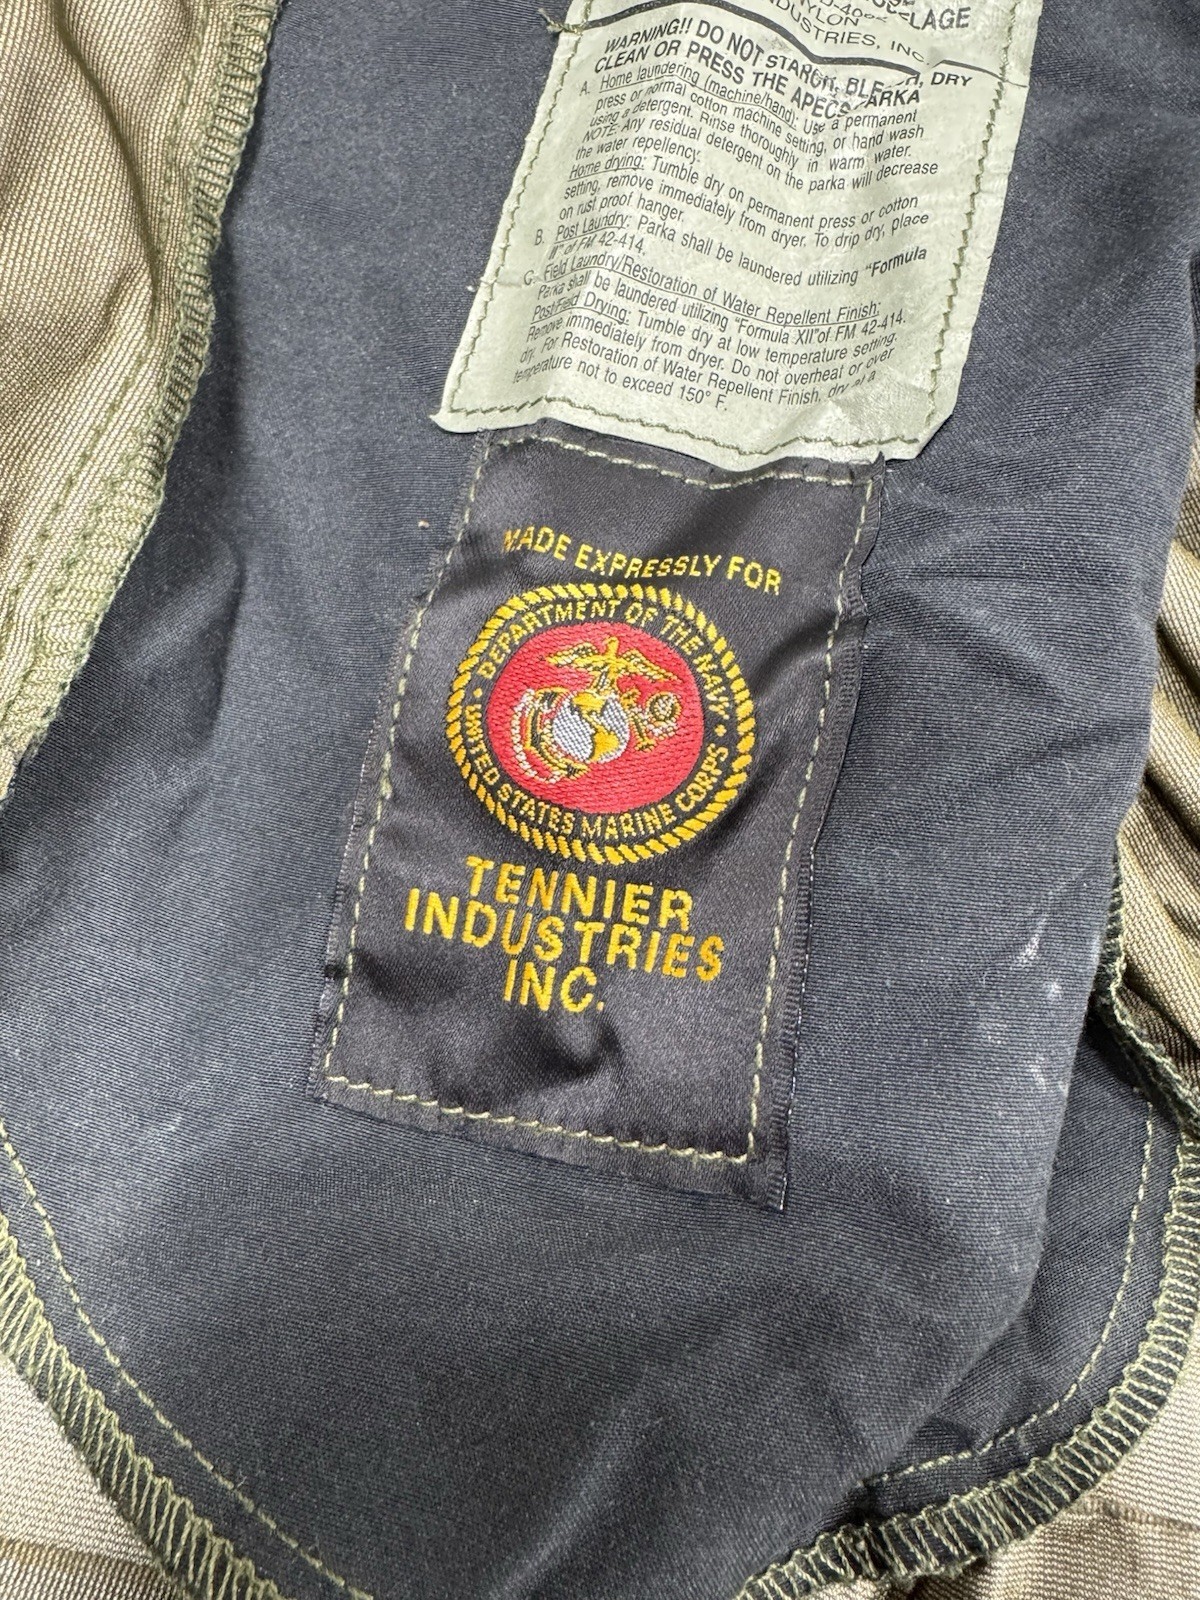 FLAGE
NYLON
INDUSTRIES, INC.
WARNING!! DO NOT STARCH, BLEACH, DRY
CLEAN OR PRESS THE APECS PARKA
A. Home laundering (machine/hand): Use a permanent
press or normal cotton machine setting, or hand wash
using a detergent. Rinse thoroughly in warm water.
NOTE: Any residual detergent on the parka will decrease
the water repellency.
Home drying: Tumble dry on permanent press or cotton
setting, remove immediately from dryer. To drip dry, place
on rust proof hanger.
B. Post Laundry: Parka shall be laundered utilizing "Formula
II" of FM 42-414.
C. Field Laundry/Restoration of Water Repellent Finish:
Parka shall be laundered utilizing "Formula XII"of FM 42-414.
Post/Field Drying: Tumble dry at low temperature setting.
Remove immediately from dryer. Do not overheat or over
dry. For Restoration of Water Repellent Finish, dry at a
temperature not to exceed 150° F.
MADE EXPRESSLY FOR
DEPARTMENT OF THE NAVY
UNITED STATES MARINE CORPS
TENNIER
INDUSTRIES
INC.